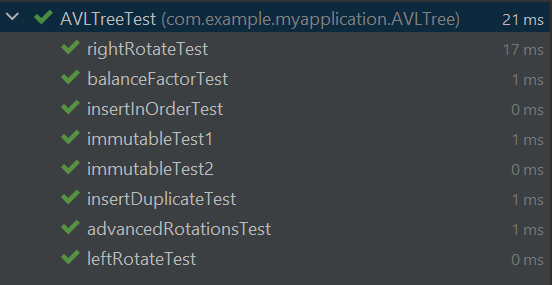 AVLTreeTest (com.example.myapplication.AVLTree) 21 ms
rightRotateTest 17 ms
balanceFactorTest 1 ms
insertInOrderTest 0 ms
immutableTest1 1 ms
immutableTest2 0 ms
insertDuplicateTest 1 ms
advancedRotationsTest 1 ms
leftRotateTest 0 ms